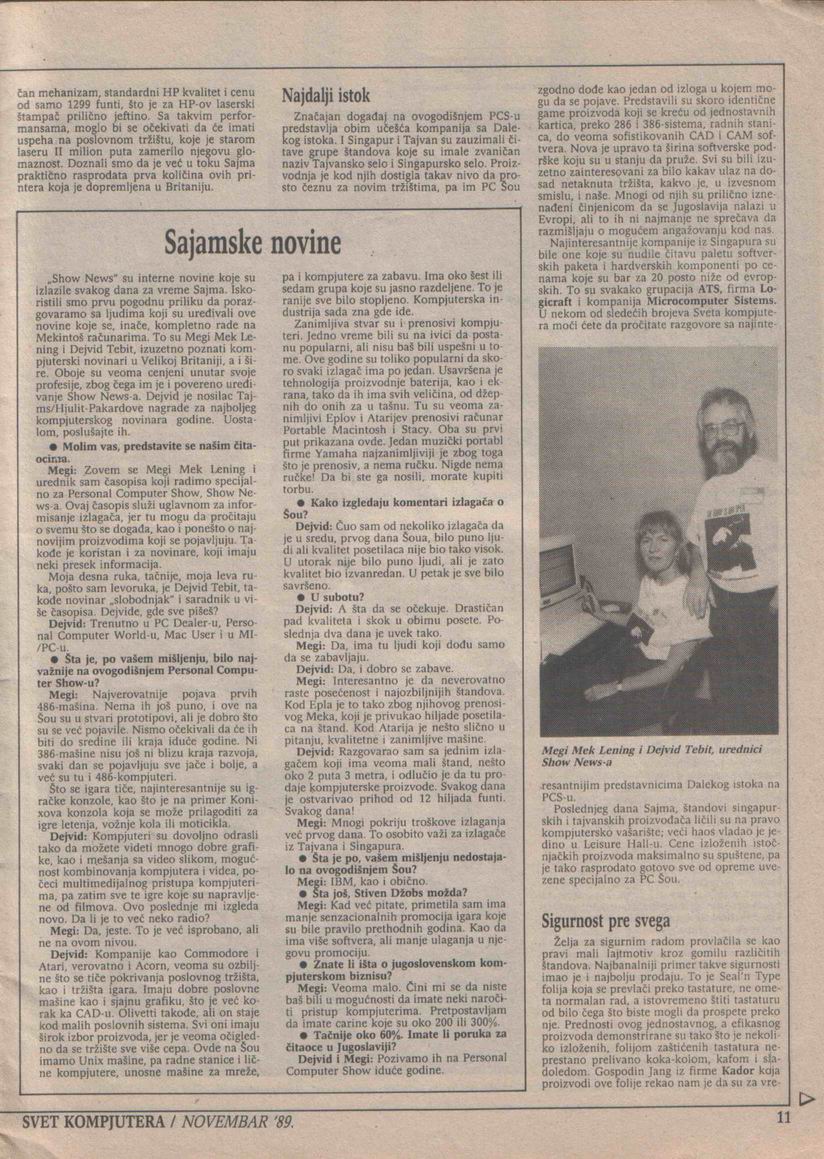 čan mehanizam, standardni HP kvalitet i cenu
od samo 1299 funti, što je za HP-ov laserski
štampač prilično jeftino. Sa takvim perfor-
mansama, moglo bi se očekivati da će imati
uspeha na poslovnom tržištu, koje je starom
laseru II milion puta zamerilo njegovu glo-
maznost. Doznali smo da je već u toku Sajma
praktično rasprodata prva količina ovih pri-
ntera koja je dopremljena u Britaniju.
Najdalji istok
Značajan događaj na ovogodišnjem PCS-u
predstavlja obim učešća kompanija sa Dale-
kog istoka. I Singapur i Tajvan su zauzimali či-
tave grupe štandova koje su imale zvaničan
naziv Tajvansko selo i Singapursko selo. Proiz-
vodnja je kod njih dostigla takav nivo da pro-
sto čeznu za novim tržištima, pa im PC Šou
zgodno dođe kao jedan od izloga u kojem mo-
gu da se pojave. Predstavili su skoro identične
game proizvoda koji se kreću od jednostavnih
kartica, preko 286 i 386-sistema, radnih stani-
ca, do veoma sofistikovanih CAD i CAM sof-
tvera. Nova je upravo ta širina softverske podr-
ške koju su u stanju da pruže. Svi su bili izu-
zetno zainteresovani za bilo kakav ulaz na do-
sad netaknuta tržišta, kakvo je, u izvesnom
smislu, i naše. Mnogi od njih su prilično izne-
nađeni činjenicom da se Jugoslavija nalazi u
Evropi, ali to ih ni najmanje ne sprečava da
razmišljaju o mogućem angažovanju kod nas.
Najinteresantnije kompanije iz Singapura su
bile one koje su nudile čitavu paletu softver-
skih paketa i hardverskih komponenti po ce-
nama koje su bar za 20 posto niže od evrop-
skih. To su svakako grupacija ATS, firma Lo-
gicraft i kompanija Microcomputer Sistems.
U nekom od sledećih brojeva Sveta kompjute-
ra moći ćete da pročitate razgovore sa najinte-
Sajamske novine
„Show News" su interne novine koje su
izlazile svakog dana za vreme Sajma. Isko-
ristili smo prvu pogodnu priliku da poraz-
govaramo sa ljudima koji su uređivali ove
novine koje se, inače, kompletno rade na
Mekintoš računarima. To su Megi Mek Le-
ning i Dejvid Tebit, izuzetno poznati kom-
pjuterski novinari u Velikoj Britaniji, a i ši-
re. Oboje su veoma cenjeni unutar svoje
profesije, zbog čega im je i povereno uređi-
vanje Show News-a. Dejvid je nosilac Taj-
ms/Hjulit-Pakardove nagrade za najboljeg
kompjuterskog novinara godine. Uosta-
lom, poslušajte ih.
● Molim vas, predstavite se našim čita-
ocima.
Megi: Zovem se Megi Mek Lening i
urednik sam časopisa koji radimo specijal-
no za Personal Computer Show, Show Ne-
ws-a. Ovaj časopis služi uglavnom za infor-
misanje izlagača, jer tu mogu da pročitaju
o svemu što se događa, kao i ponešto o naj-
novijim proizvodima koji se pojavljuju. Ta-
kođe je koristan i za novinare, koji imaju
neki presek informacija.
Moja desna ruka, tačnije, moja leva ru-
ka, pošto sam levoruka, je Dejvid Tebit, ta-
kođe novinar „slobodnjak" i saradnik u vi-
še časopisa. Dejvide, gde sve pišeš?
Dejvid: Trenutno u PC Dealer-u, Perso-
nal Computer World-u, Mac User i u MI-
/PC-u.
● Šta je, po vašem mišljenju, bilo naj-
važnije na ovogodišnjem Personal Compu-
ter Show-u?
Megi: Najverovatnije pojava prvih
486-mašina. Nema ih još puno, i ove na
Šou su u stvari prototipovi, ali je dobro što
su se već pojavile. Nismo očekivali da će ih
biti do sredine ili kraja iduće godine. Ni
386-mašine nisu još ni blizu kraja razvoja,
svaki dan se pojavljuju sve jače i bolje, a
već su tu i 486-kompjuteri.
Što se igara tiče, najinteresantnije su ig-
račke konzole, kao što je na primer Koni-
xova konzola koja se može prilagoditi za
igre letenja, vožnje kola ili moticikla.
Dejvid: Kompjuteri su dovoljno odrasli
tako da možete videti mnogo dobre grafi-
ke, kao i mešanja sa video slikom, moguć-
nost kombinovanja kompjutera i videa, po-
čeci multimedijalnog pristupa kompjuteri-
ma, pa zatim sve te igre koje su napravlje-
ne od filmova. Ovo poslednje mi izgleda
novo. Da li je to već neko radio?
Megi: Da, jeste. To je već isprobano, ali
ne na ovom nivou.
Dejvid: Kompanije kao Commodore i
Atari, verovatno i Acorn, veoma su ozbilj-
ne što se tiče pokrivanja poslovnog tržišta,
kao i tržišta igara. Imaju dobre poslovne
mašine kao i sjajnu grafiku, što je već ko-
rak ka CAD-u. Olivetti takođe, ali on staje
kod malih poslovnih sistema. Svi oni imaju
širok izbor proizvoda, jer je veoma očigled-
no da se tržište sve više cepa. Ovde na Šou
imamo Unix mašine, pa radne stanice i lič-
ne kompjutere, unosne mašine za mreže,
pa i kompjutere za zabavu. Ima oko šest ili
sedam grupa koje su jasno razdeljene. To je
ranije sve bilo stopljeno. Kompjuterska in-
dustrija sada zna gde ide.
Zanimljiva stvar su i prenosivi kompju-
teri. Jedno vreme bili su na ivici da posta-
nu popularni, ali nisu baš bili uspešni u to-
me. Ove godine su toliko popularni da sko-
ro svaki izlagač ima po jedan. Usavršena je
tehnologija proizvodnje baterija, kao i ek-
rana, tako da ih ima svih veličina, od džep-
nih do onih za u tašnu. Tu su veoma za-
nimljivi Eplov i Atarijev prenosivi računar
Portable Macintosh i Stacy. Oba su prvi
put prikazana ovde. Jedan muzički portabl
firme Yamaha najzanimljiviji je zbog toga
što je prenosiv, a nema ručku. Nigde nema
ručke! Da bi ste ga nosili, morate kupiti
torbu.
● Kako izgledaju komentari izlagača o
Šou?
Dejvid: Čuo sam od nekoliko izlagača da
je u sredu, prvog dana Šoua, bilo puno lju-
di ali kvalitet posetilaca nije bio tako visok.
U utorak nije bilo puno ljudi, ali je zato
kvalitet bio izvanredan. U petak je sve bilo
savršeno.
● U subotu?
Dejvid: A šta da se očekuje. Drastičan
pad kvaliteta i skok u obimu posete. Po-
slednja dva dana je uvek tako.
Megi: Da, ima tu ljudi koji dođu samo
da se zabavljaju.
Dejvid: Da, i dobro se zabave.
Megi: Interesantno je da neverovatno
raste posećenost i najozbiljnijih štandova.
Kod Epla je to tako zbog njihovog prenosi-
vog Meka, koji je privukao hiljade posetila-
ca na štand. Kod Atarija je nešto slično u
pitanju, kvalitetne i zanimljive mašine.
Dejvid: Razgovarao sam sa jednim izla-
gačem koji ima veoma mali štand, nešto
oko 2 puta 3 metra, i odlučio je da tu pro-
daje kompjuterske proizvode. Svakog dana
je ostvarivao prihod od 12 hiljada funti.
Svakog dana!
Megi: Mnogi pokriju troškove izlaganja
već prvog dana. To osobito važi za izlagače
iz Tajvana i Singapura.
● Šta je po, vašem mišljenju nedostaja-
lo na ovogodišnjem Šou?
Megi: IBM, kao i obično.
● Šta još, Stiven Džobs možda?
Megi: Kad već pitate, primetila sam ima
manje senzacionalnih promocija igara koje
su bile pravilo prethodnih godina. Kao da
ima više softvera, ali manje ulaganja u nje-
govu promociju.
● Znate li išta o jugoslovenskom kom-
pjuterskom biznisu?
Megi: Veoma malo. Čini mi se da niste
baš bili u mogućnosti da imate neki naroči-
ti pristup kompjuterima. Pretpostavljam
da imate carine koje su oko 200 ili 300%.
● Tačnije oko 60%. Imate li poruka za
čitaoce u Jugoslaviji?
Dejvid i Megi: Pozivamo ih na Personal
Computer Show iduće godine.
Megi Mek Lening i Dejvid Tebit, urednici
Show News-a
resantnijim predstavnicima Dalekog istoka na
PCS-u.
Poslednjeg dana Sajma, štandovi singapur-
skih i tajvanskih proizvođača ličili su na pravo
kompjutersko vašarište; veći haos vladao je je-
dino u Leisure Hall-u. Cene izloženih istoč-
njačkih proizvoda maksimalno su spuštene, pa
je tako rasprodato gotovo sve od opreme uve-
zene specijalno za PC Šou.
Sigurnost pre svega
Želja za sigurnim radom provlačila se kao
pravi mali lajtmotiv kroz gomilu različitih
štandova. Najbanalniji primer takve sigurnosti
imao je i najbolju prodaju. To je Seal'n Type
folija koja se prevlači preko tastature, ne ome-
ta normalan rad, a istovremeno štiti tastaturu
od bilo čega što biste mogli da prospete preko
nje. Prednosti ovog jednostavnog, a efikasnog
proizvoda demonstrirane su tako što je nekoli-
ko izloženih, folijom zaštićenih tastatura ne-
prestano prelivano koka-kolom, kafom i sla-
doledom. Gospodin Jang iz firme Kador koja
proizvodi ove folije rekao nam je da su za vre-
SVET KOMPJUTERA / NOVEMBAR '89.
11